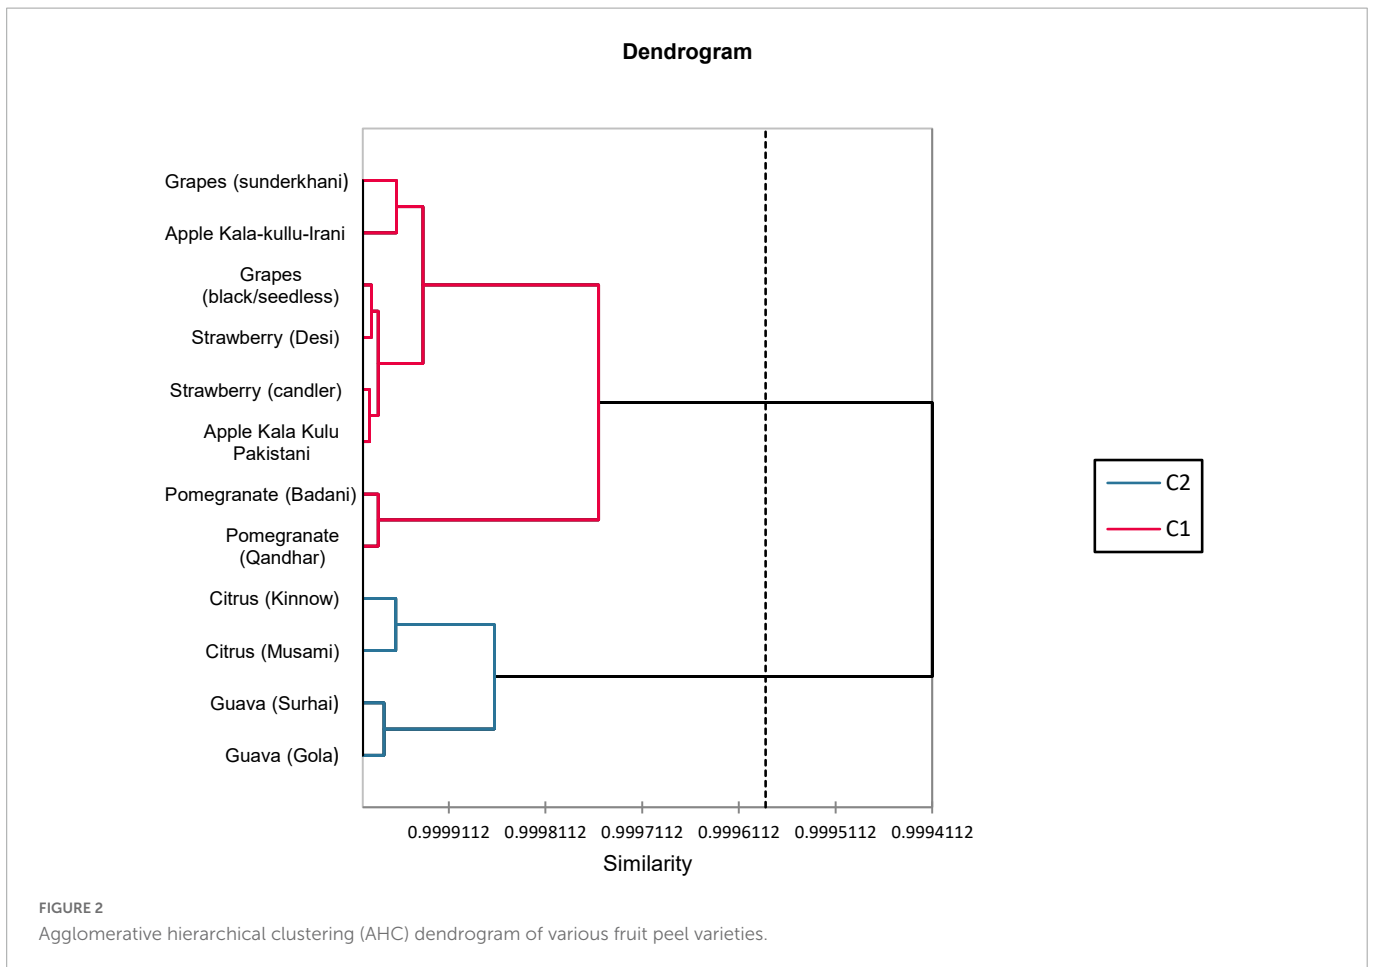 Dendrogram
Grapes (sunderkhani)
Apple Kala-kullu-Irani
Grapes
(black/seedless)
Strawberry (Desi)
Strawberry (candler)
Apple Kala Kulu
Pakistani
Pomegranate (Badani)
Pomegranate
(Qandhar)
Citrus (Kinnow)
Citrus (Musami)
Guava (Surhai)
Guava (Gola)
C2
C1
0.9999112 0.9998112 0.9997112 0.9996112 0.9995112 0.9994112
Similarity
FIGURE 2
Agglomerative hierarchical clustering (AHC) dendrogram of various fruit peel varieties.